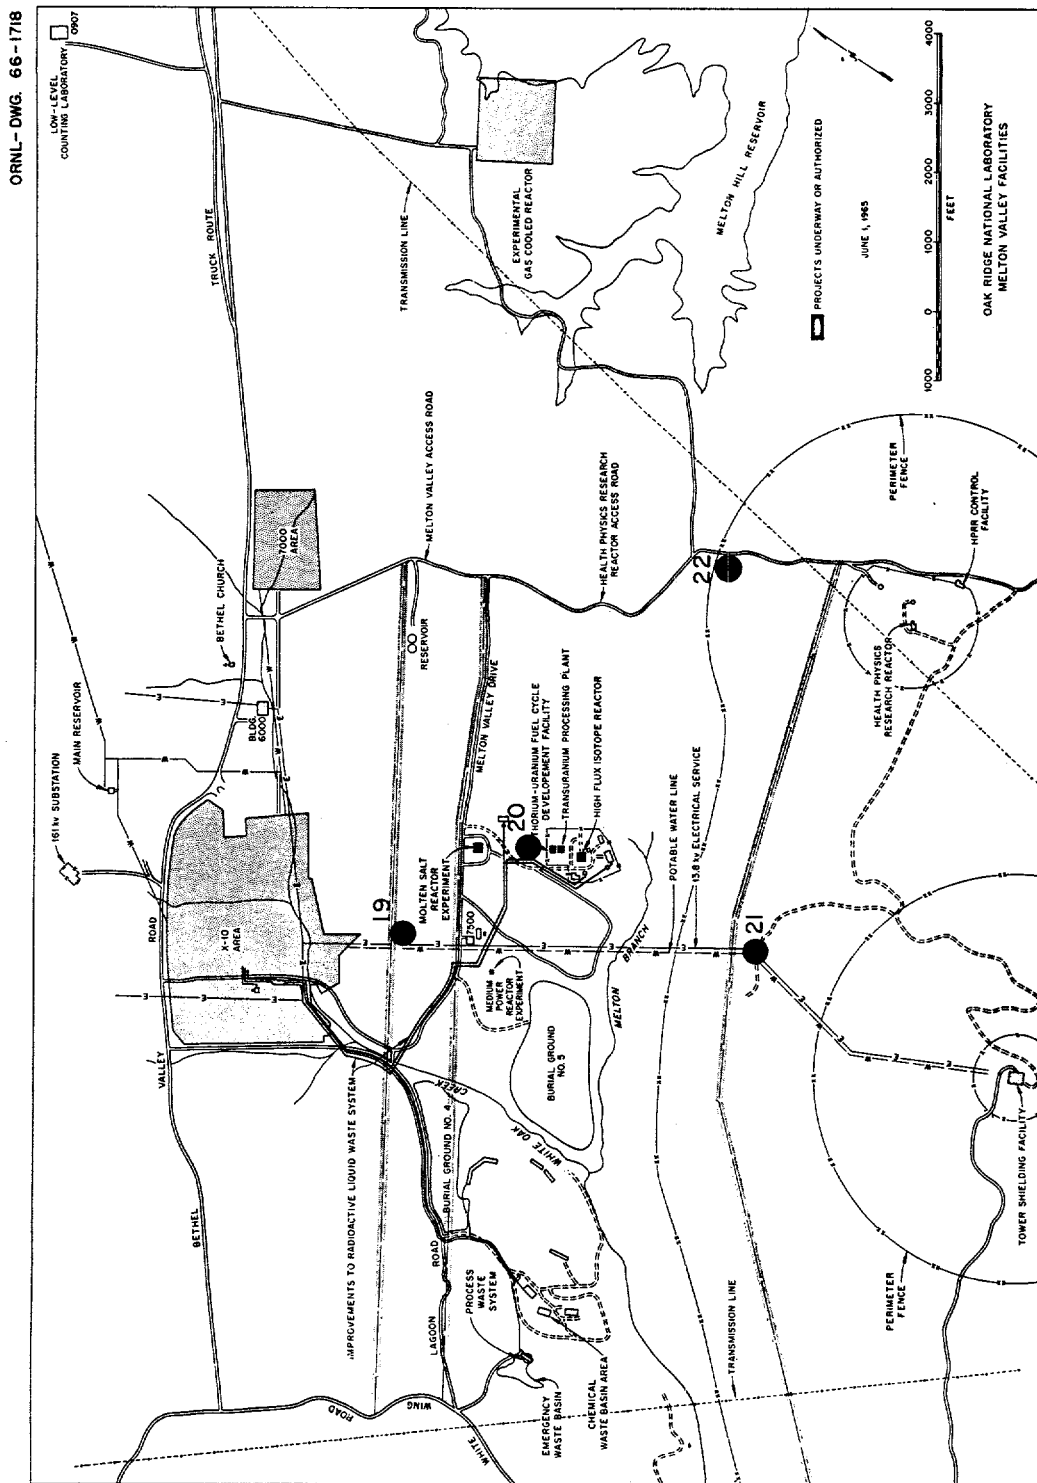 ORNL-DWG. 66-1718
LOW-LEVEL
COUNTING LABORATORY
0907
TRUCK ROUTE
TRANSMISSION LINE
EXPERIMENTAL
GAS COOLED REACTOR
MELTON HILL RESERVOIR
PROJECTS UNDERWAY OR AUTHORIZED
JUNE 1, 1965
1000
0
1000
2000
3000
4000
FEET
OAK RIDGE NATIONAL LABORATORY
MELTON VALLEY FACILITIES
7000
AREA
BETHEL CHURCH
MELTON VALLEY ACCESS ROAD
HEALTH PHYSICS RESEARCH
REACTOR ACCESS ROAD
22
PERIMETER
FENCE
HPRR CONTROL
FACILITY
HEALTH PHYSICS
RESEARCH REACTOR
161 kv SUBSTATION
MAIN RESERVOIR
BLDG.
6000
RESERVOIR
MELTON VALLEY DRIVE
20
THORIUM-URANIUM FUEL CYCLE
DEVELOPEMENT FACILITY
TRANSURANIUM PROCESSING PLANT
HIGH FLUX ISOTOPE REACTOR
POTABLE WATER LINE
13.8 kv ELECTRICAL SERVICE
X-10
AREA
19
MOLTEN SALT
REACTOR
EXPERIMENT
7500
MEDIUM
POWER
REACTOR
EXPERIMENT
MELTON BRANCH
21
BETHEL VALLEY ROAD
IMPROVEMENTS TO RADIOACTIVE LIQUID WASTE SYSTEM
BURIAL GROUND NO. 4
WHITE OAK CREEK
BURIAL GROUND
NO. 5
LAGOON ROAD
PROCESS
WASTE
SYSTEM
WHITE WING ROAD
EMERGENCY
WASTE BASIN
CHEMICAL
WASTE BASIN AREA
TRANSMISSION LINE
PERIMETER
FENCE
TOWER SHIELDING FACILITY